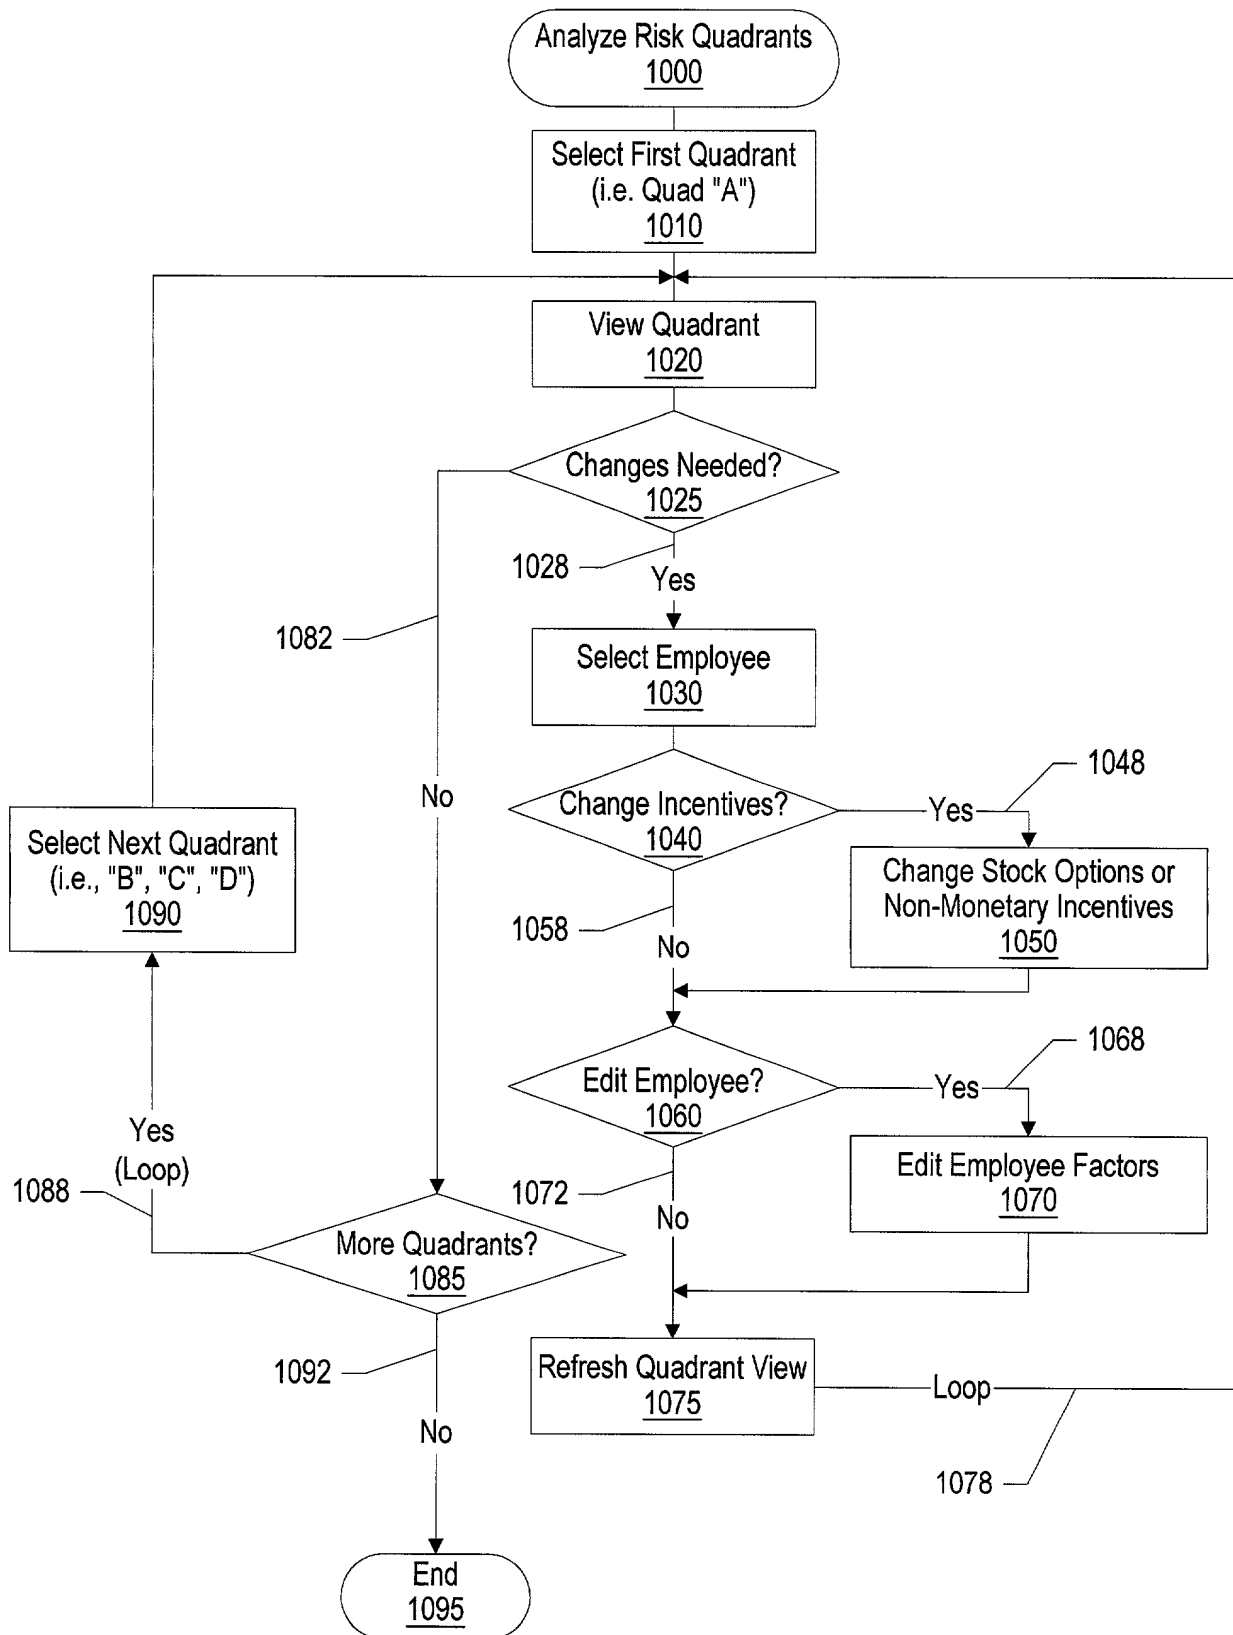 Analyze Risk Quadrants
1000
Select First Quadrant
(i.e. Quad "A")
1010
View Quadrant
1020
Changes Needed?
1025
1028
Yes
1082
Select Employee
1030
No
Change Incentives?
1040
Yes
1048
Select Next Quadrant
(i.e., "B", "C", "D")
1090
Change Stock Options or
Non-Monetary Incentives
1050
1058
No
Edit Employee?
1060
Yes
1068
Yes
(Loop)
1088
Edit Employee Factors
1070
1072
No
More Quadrants?
1085
1092
No
Refresh Quadrant View
1075
Loop
1078
End
1095